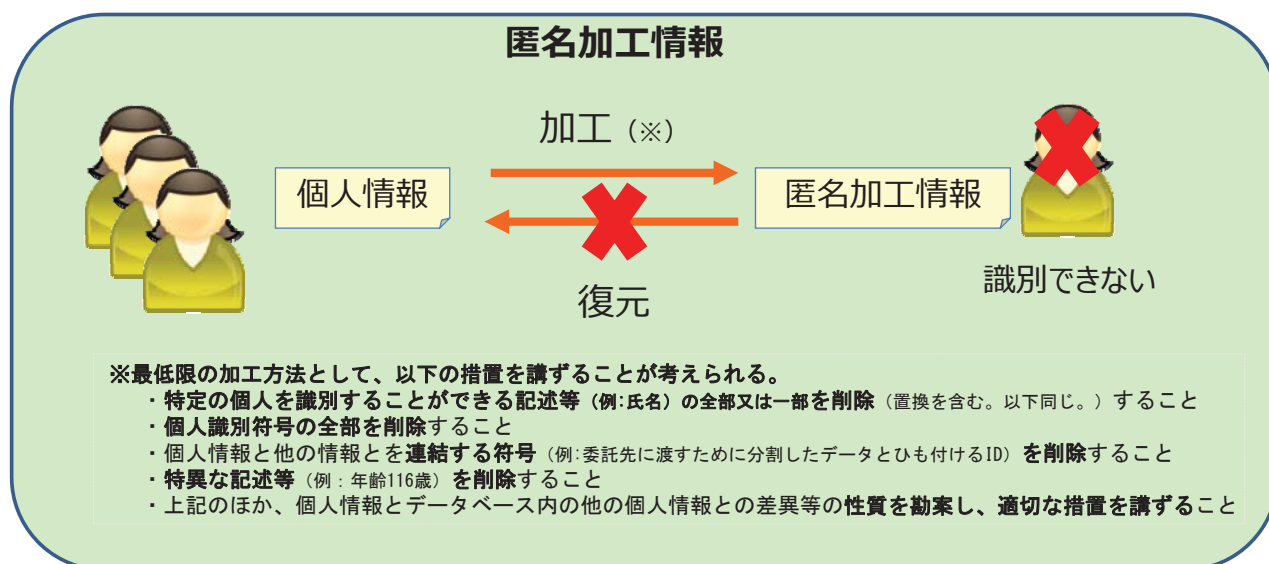 匿名加工情報
加工（※）
個人情報
匿名加工情報
復元
識別できない
※最低限の加工方法として、以下の措置を講ずることが考えられる。
・特定の個人を識別することができる記述等（例：氏名）の全部又は一部を削除（置換を含む。以下同じ。）すること
・個人識別符号の全部を削除すること
・個人情報と他の情報とを連結する符号（例：委託先に渡すために分割したデータとひも付けるID）を削除すること
・特異な記述等（例：年齢116歳）を削除すること
・上記のほか、個人情報とデータベース内の他の個人情報との差異等の性質を勘案し、適切な措置を講ずること